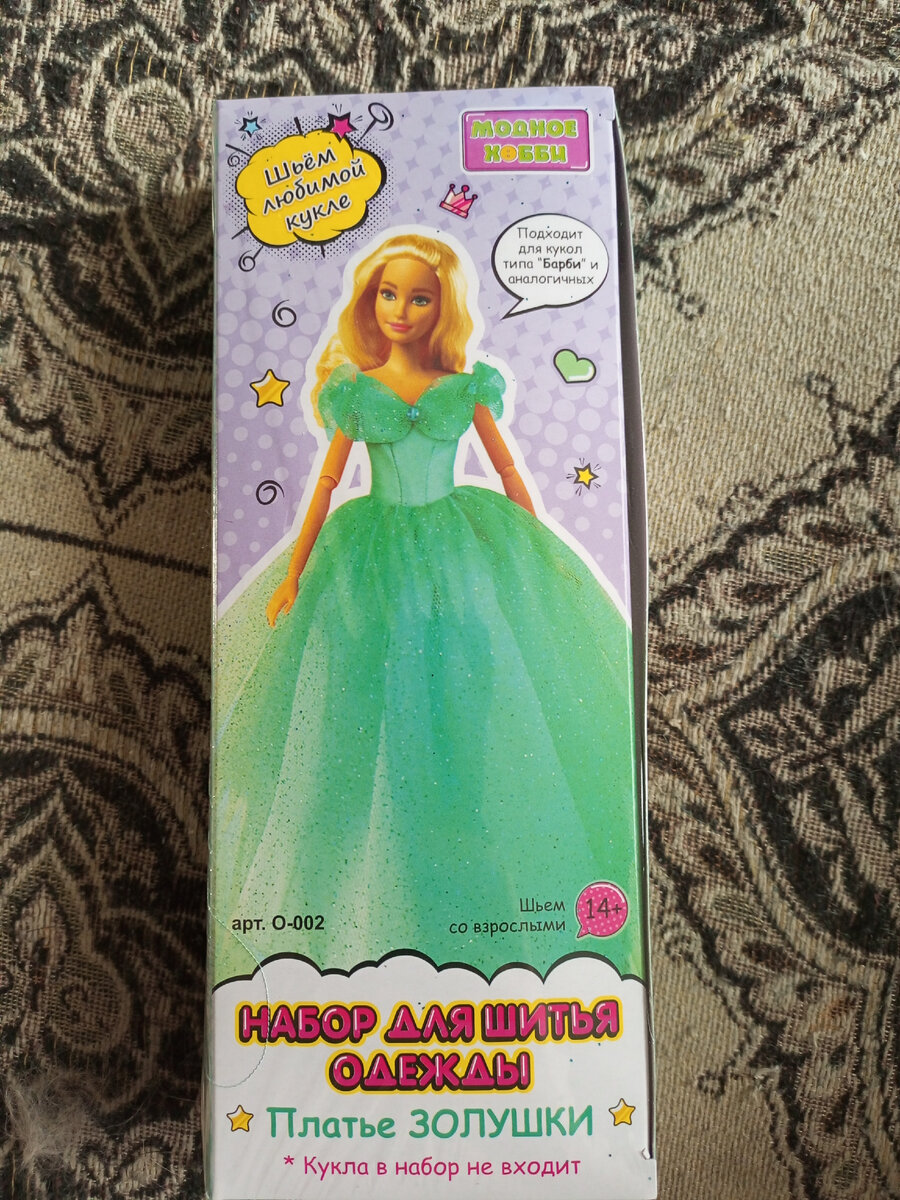 МОДНОЕ
ХОББИ
Шьём
любимой
кукле
Подходит
для кукол
типа "Барби" и
аналогичных
арт. О-002
Шьем
со взрослыми
14+
НАБОР ДЛЯ ШИТЬЯ
ОДЕЖДЫ
Платье ЗОЛУШКИ
* Кукла в набор не входит